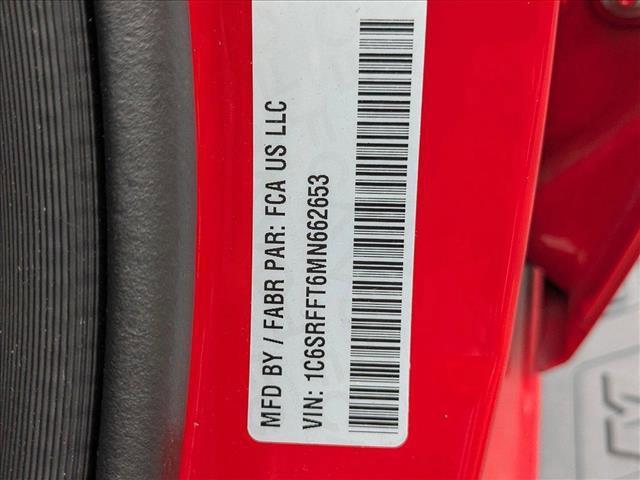 MFD BY / FABR PAR: FCA US LLC
VIN: 1C6SRFFT6MN662653